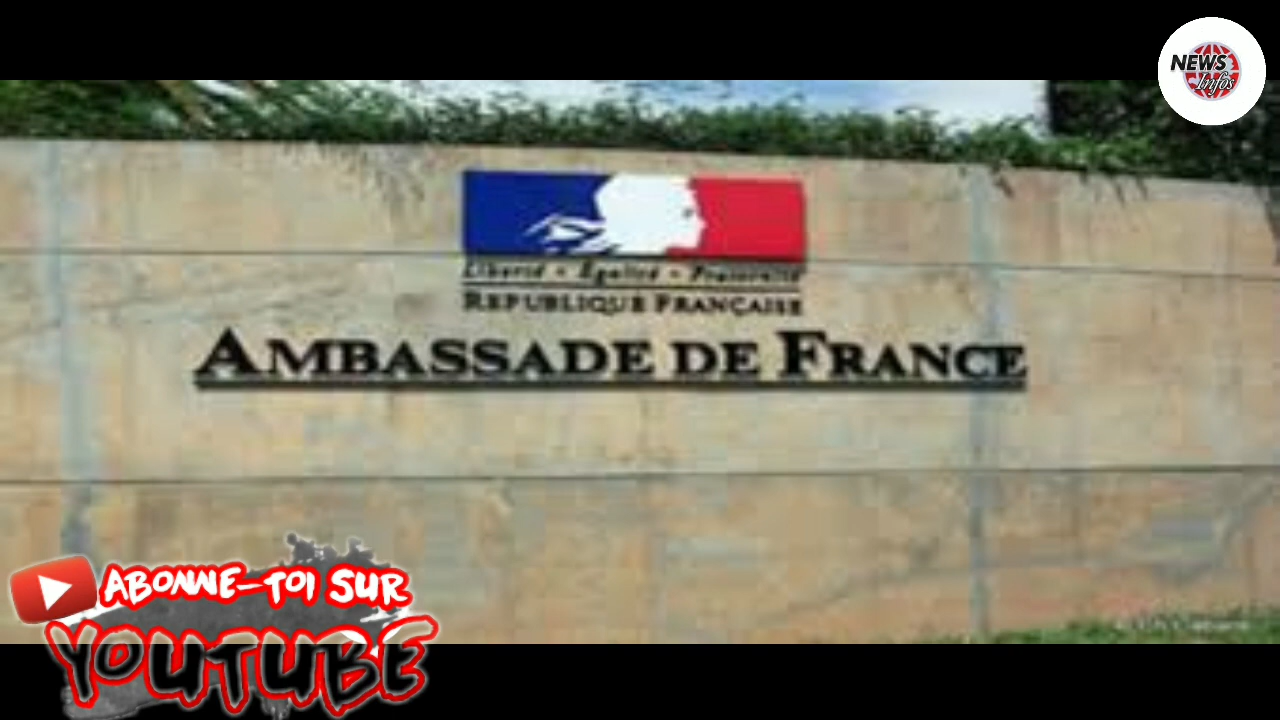 NEWS
Infos
Liberté • Égalité • Fraternité
RÉPUBLIQUE FRANÇAISE
AMBASSADE DE FRANCE
ABONNE-TOI SUR
YOUTUBE